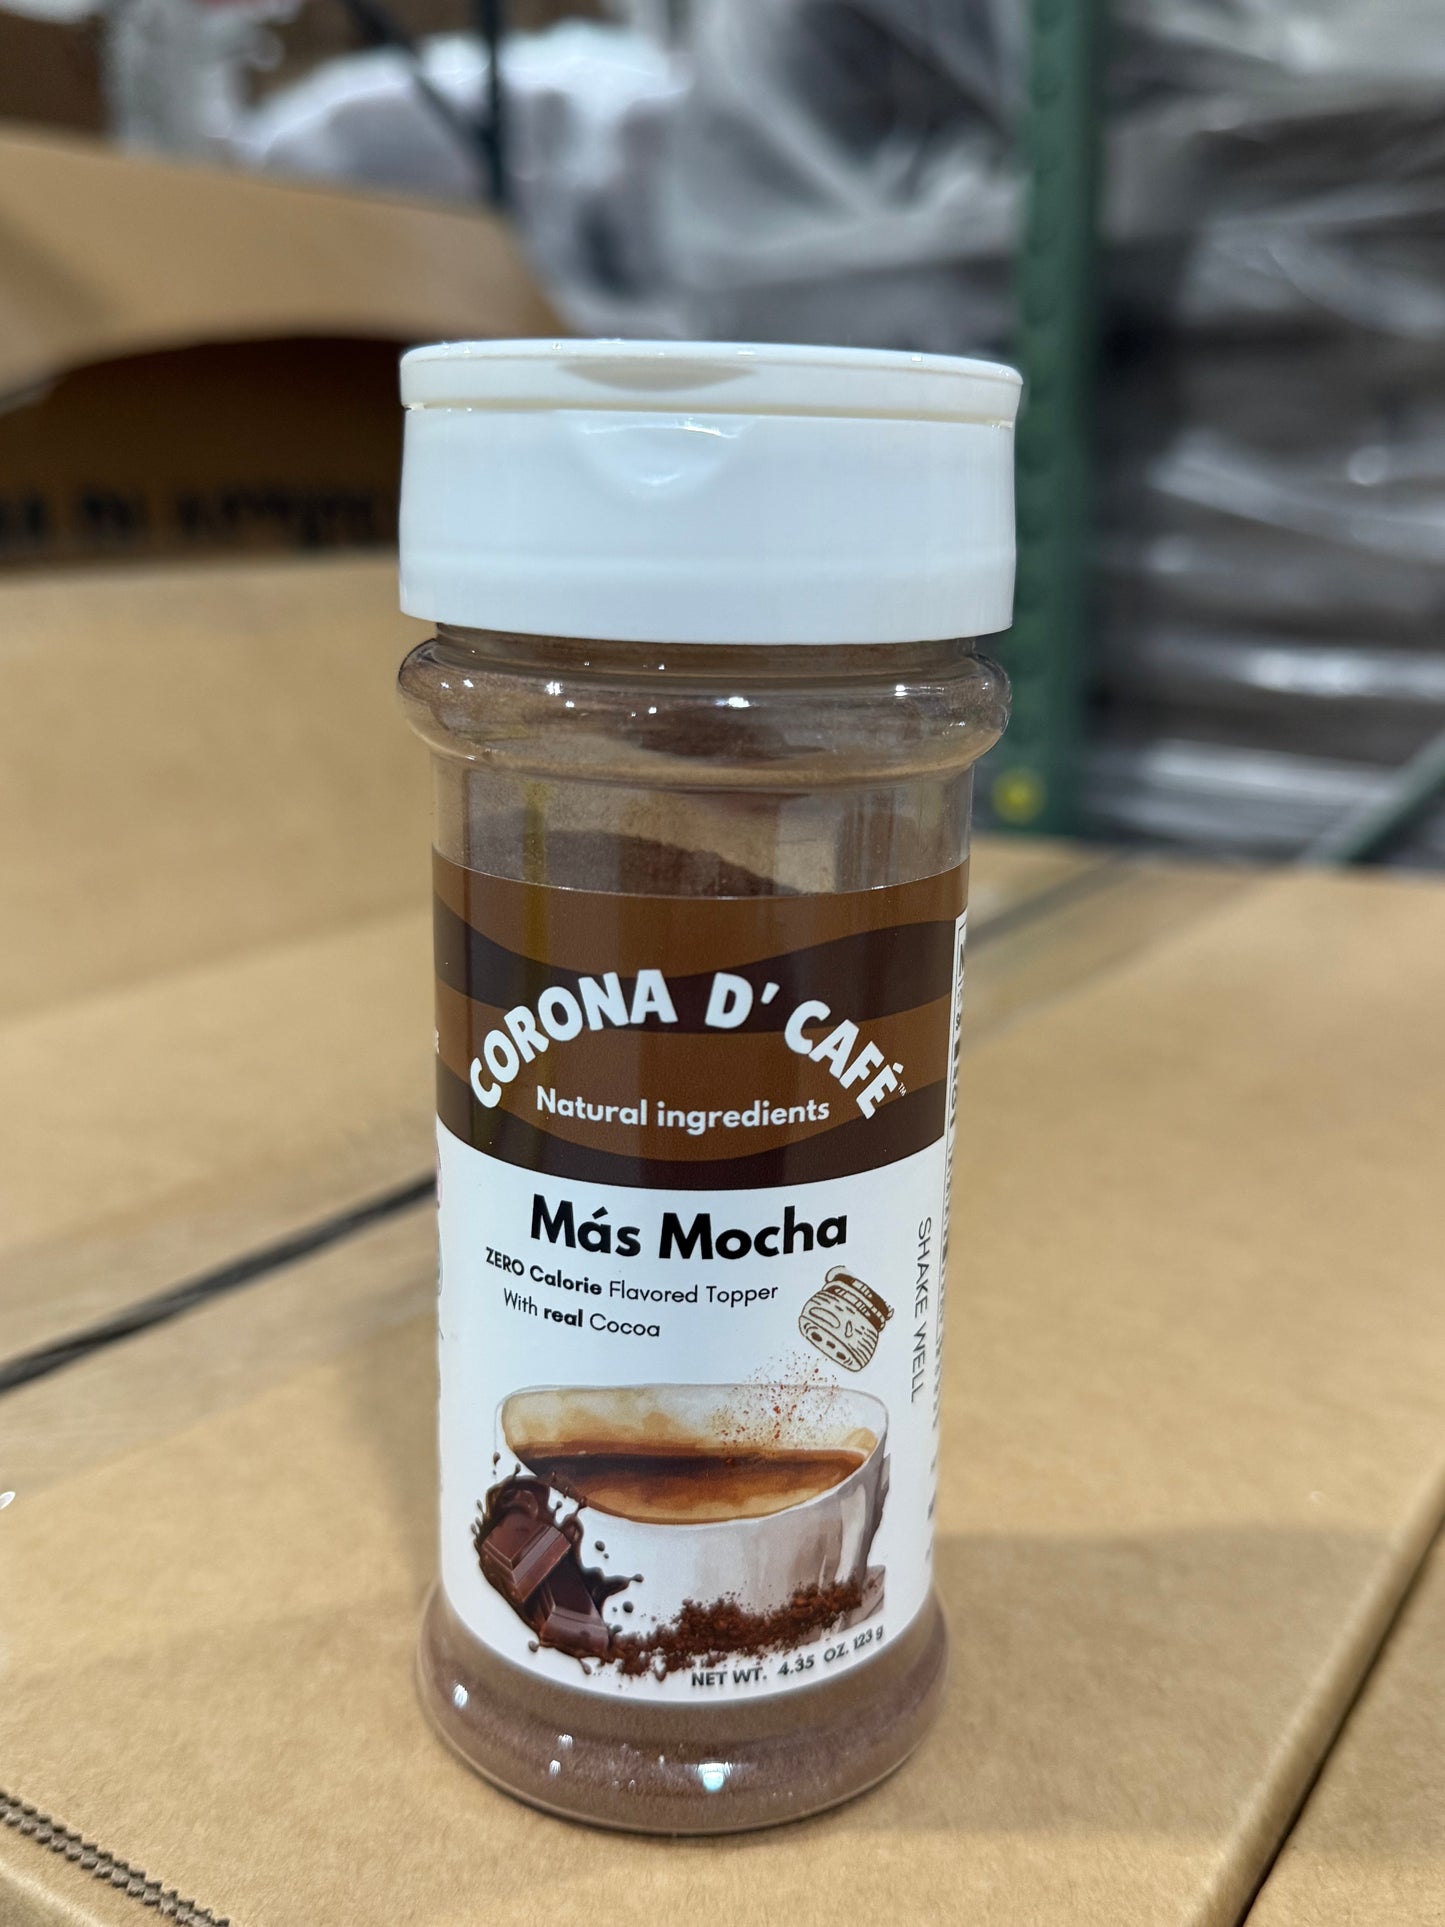 CORONA D' CAFÉ™
Natural ingredients
Más Mocha
ZERO Calorie Flavored Topper
With real Cocoa
SHAKE WELL
NET WT. 4.35 OZ. 123 g